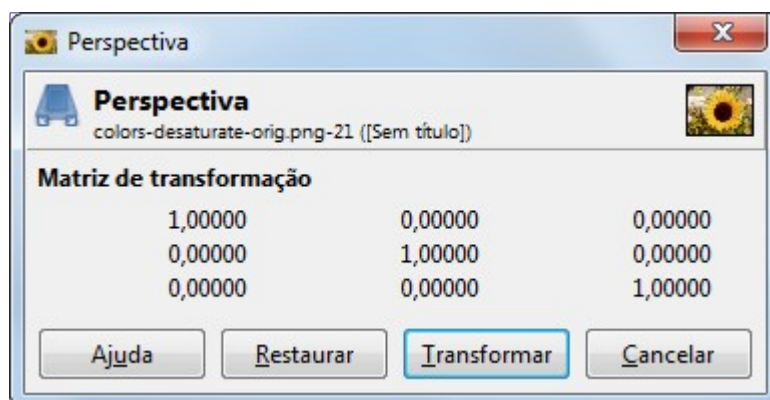 Perspectiva
Perspectiva
colors-desaturate-orig.png-21 ([Sem título])
Matriz de transformação
1,00000 0,00000 0,00000
0,00000 1,00000 0,00000
0,00000 0,00000 1,00000
Ajuda Restaurar Transformar Cancelar